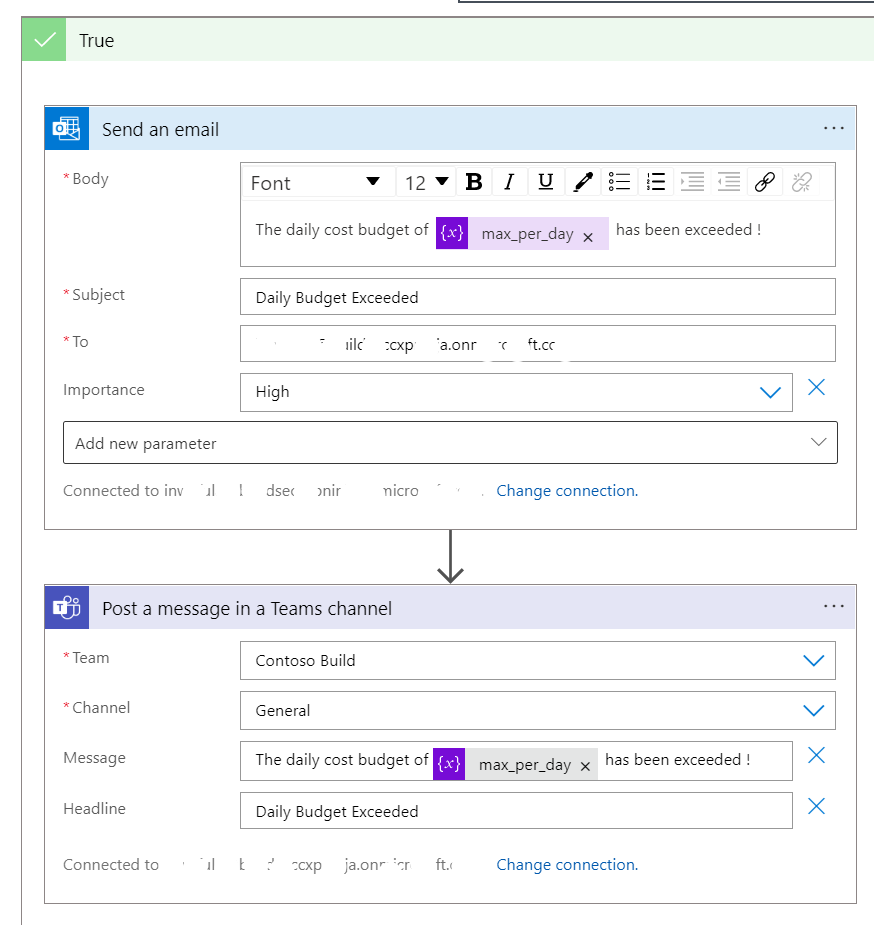 True
Send an email
* Body
Font 12 B I U
The daily cost budget of {x} max_per_day × has been exceeded !
* Subject Daily Budget Exceeded
* To
Importance High
Add new parameter
Connected to Change connection.
Post a message in a Teams channel
* Team Contoso Build
* Channel General
Message The daily cost budget of {x} max_per_day × has been exceeded !
Headline Daily Budget Exceeded
Connected to Change connection.